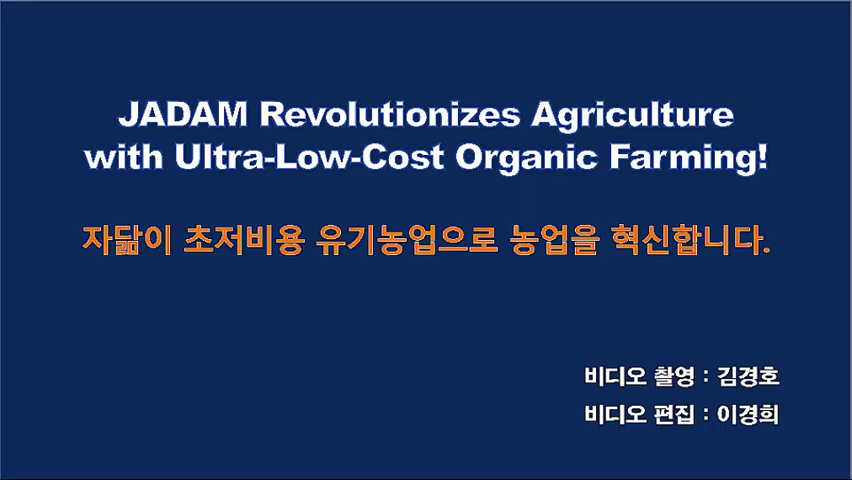 JADAM Revolutionizes Agriculture
with Ultra-Low-Cost Organic Farming!
자닮이 초저비용 유기농업으로 농업을 혁신합니다.
비디오 촬영 : 김경호
비디오 편집 : 이경희